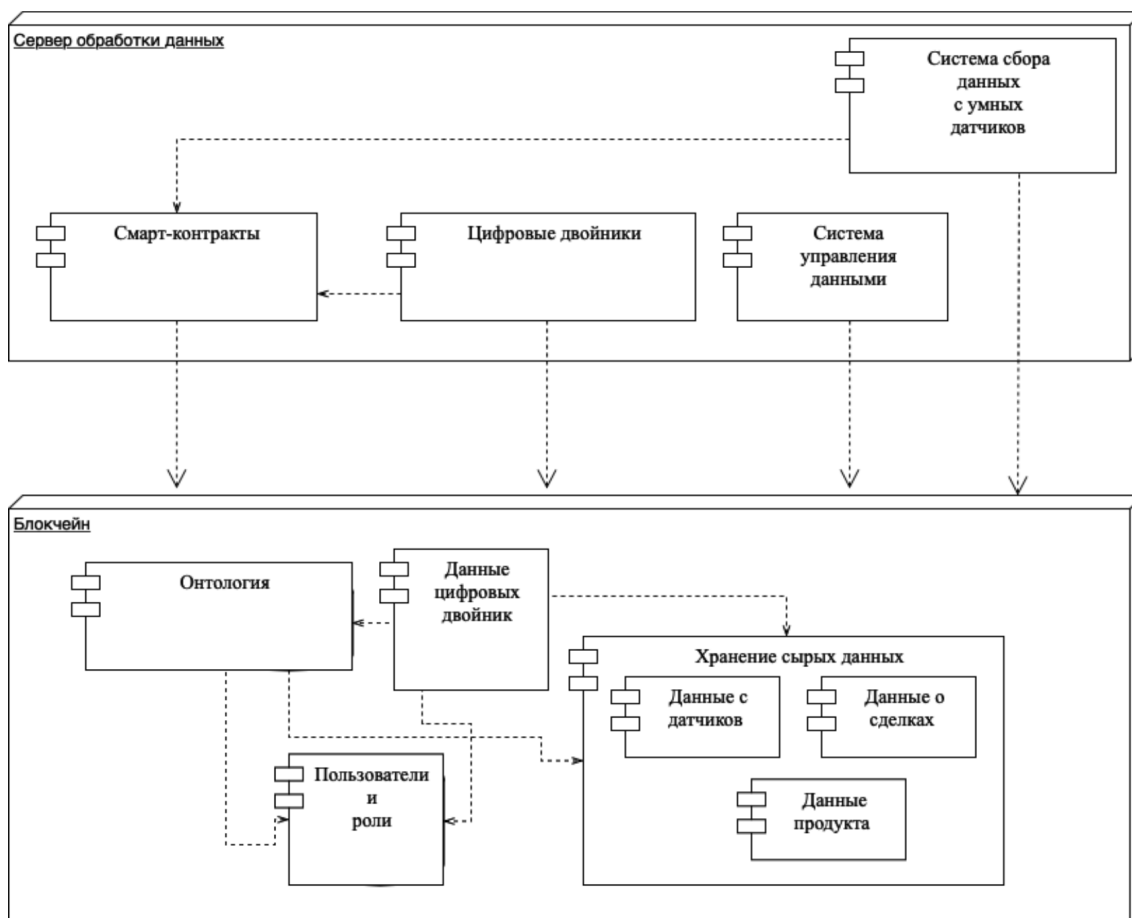 Сервер обработки данных
Система сбора
данных
с умных
датчиков
Смарт-контракты
Цифровые двойники
Система
управления
данными
Блокчейн
Онтология
Данные
цифровых
двойник
Хранение сырых данных
Данные с
датчиков
Данные о
сделках
Пользователи
и
роли
Данные
продукта